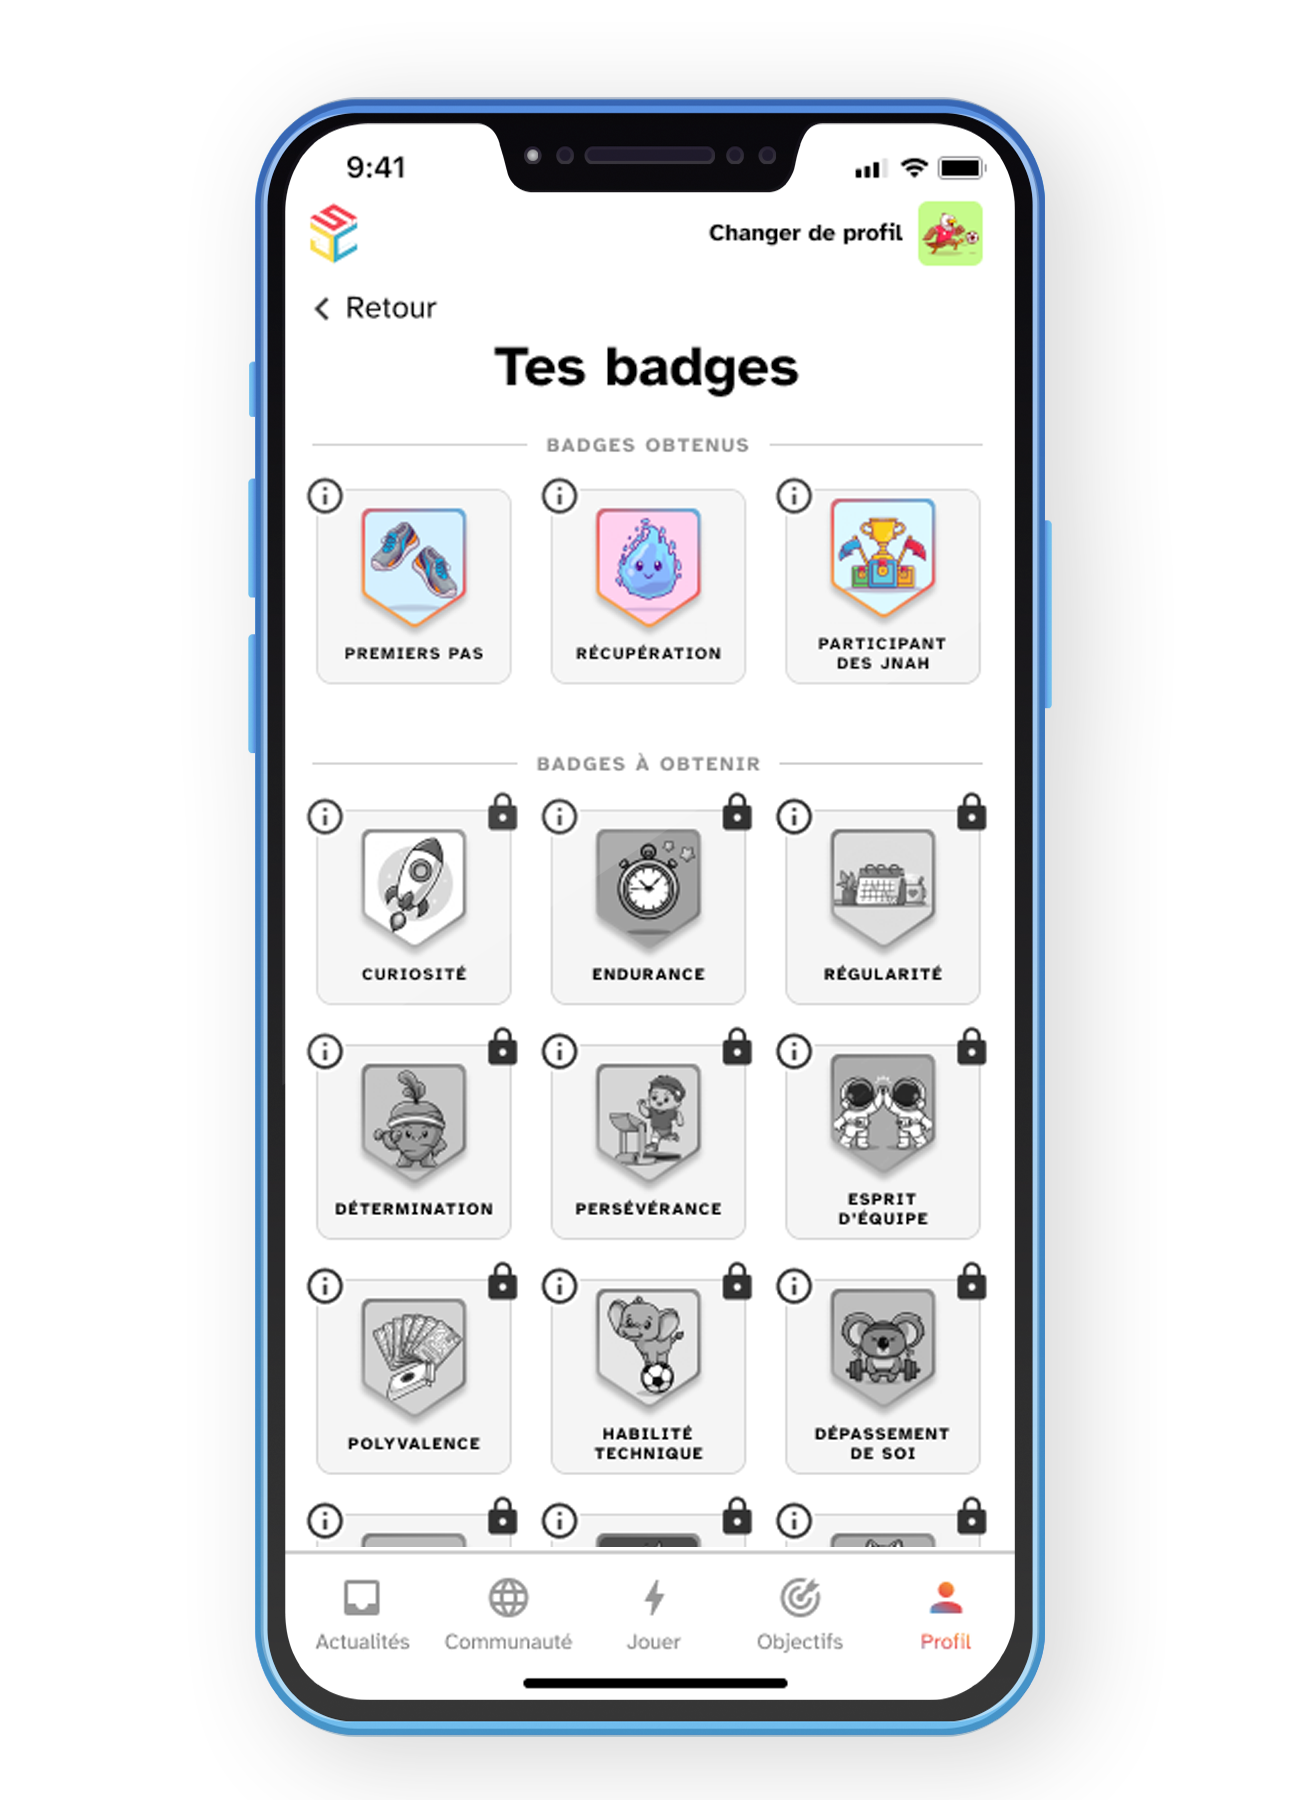 9:41
Changer de profil
Retour
Tes badges
BADGES OBTENUS
PREMIERS PAS
RÉCUPÉRATION
PARTICIPANT
DES JNAH
BADGES À OBTENIR
CURIOSITÉ
ENDURANCE
RÉGULARITÉ
DÉTERMINATION
PERSÉVÉRANCE
ESPRIT
D'ÉQUIPE
POLYVALENCE
HABILITÉ
TECHNIQUE
DÉPASSEMENT
DE SOI
Actualités
Communauté
Jouer
Objectifs
Profil